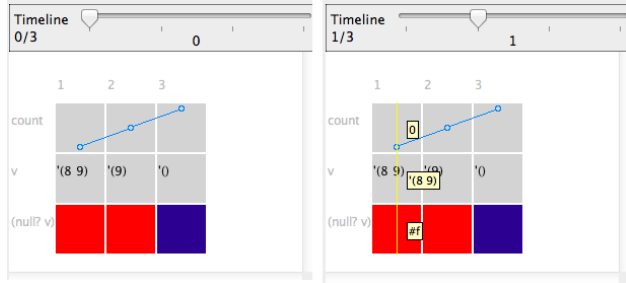 Timeline
0/3
0
1 2 3
count
v '(8 9) '(9) '()
(null? v)
Timeline
1/3
1
1 2 3
count 0
v '(8 9) '(9) '()
'(8 9)
(null? v) #f